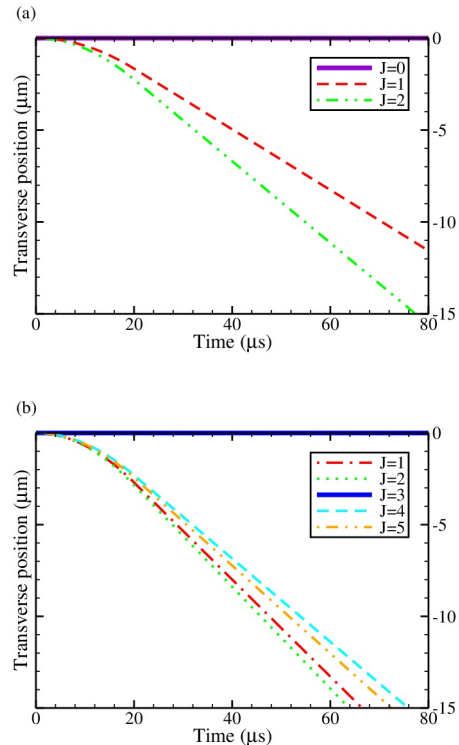 (a)
0
J=0
J=1
J=2
-5
-10
-15
Transverse position (μm)
0 20 40 60 80
Time (μs)
(b)
0
J=1
J=2
J=3
J=4
J=5
-5
-10
-15
Transverse position (μm)
0 20 40 60 80
Time (μs)